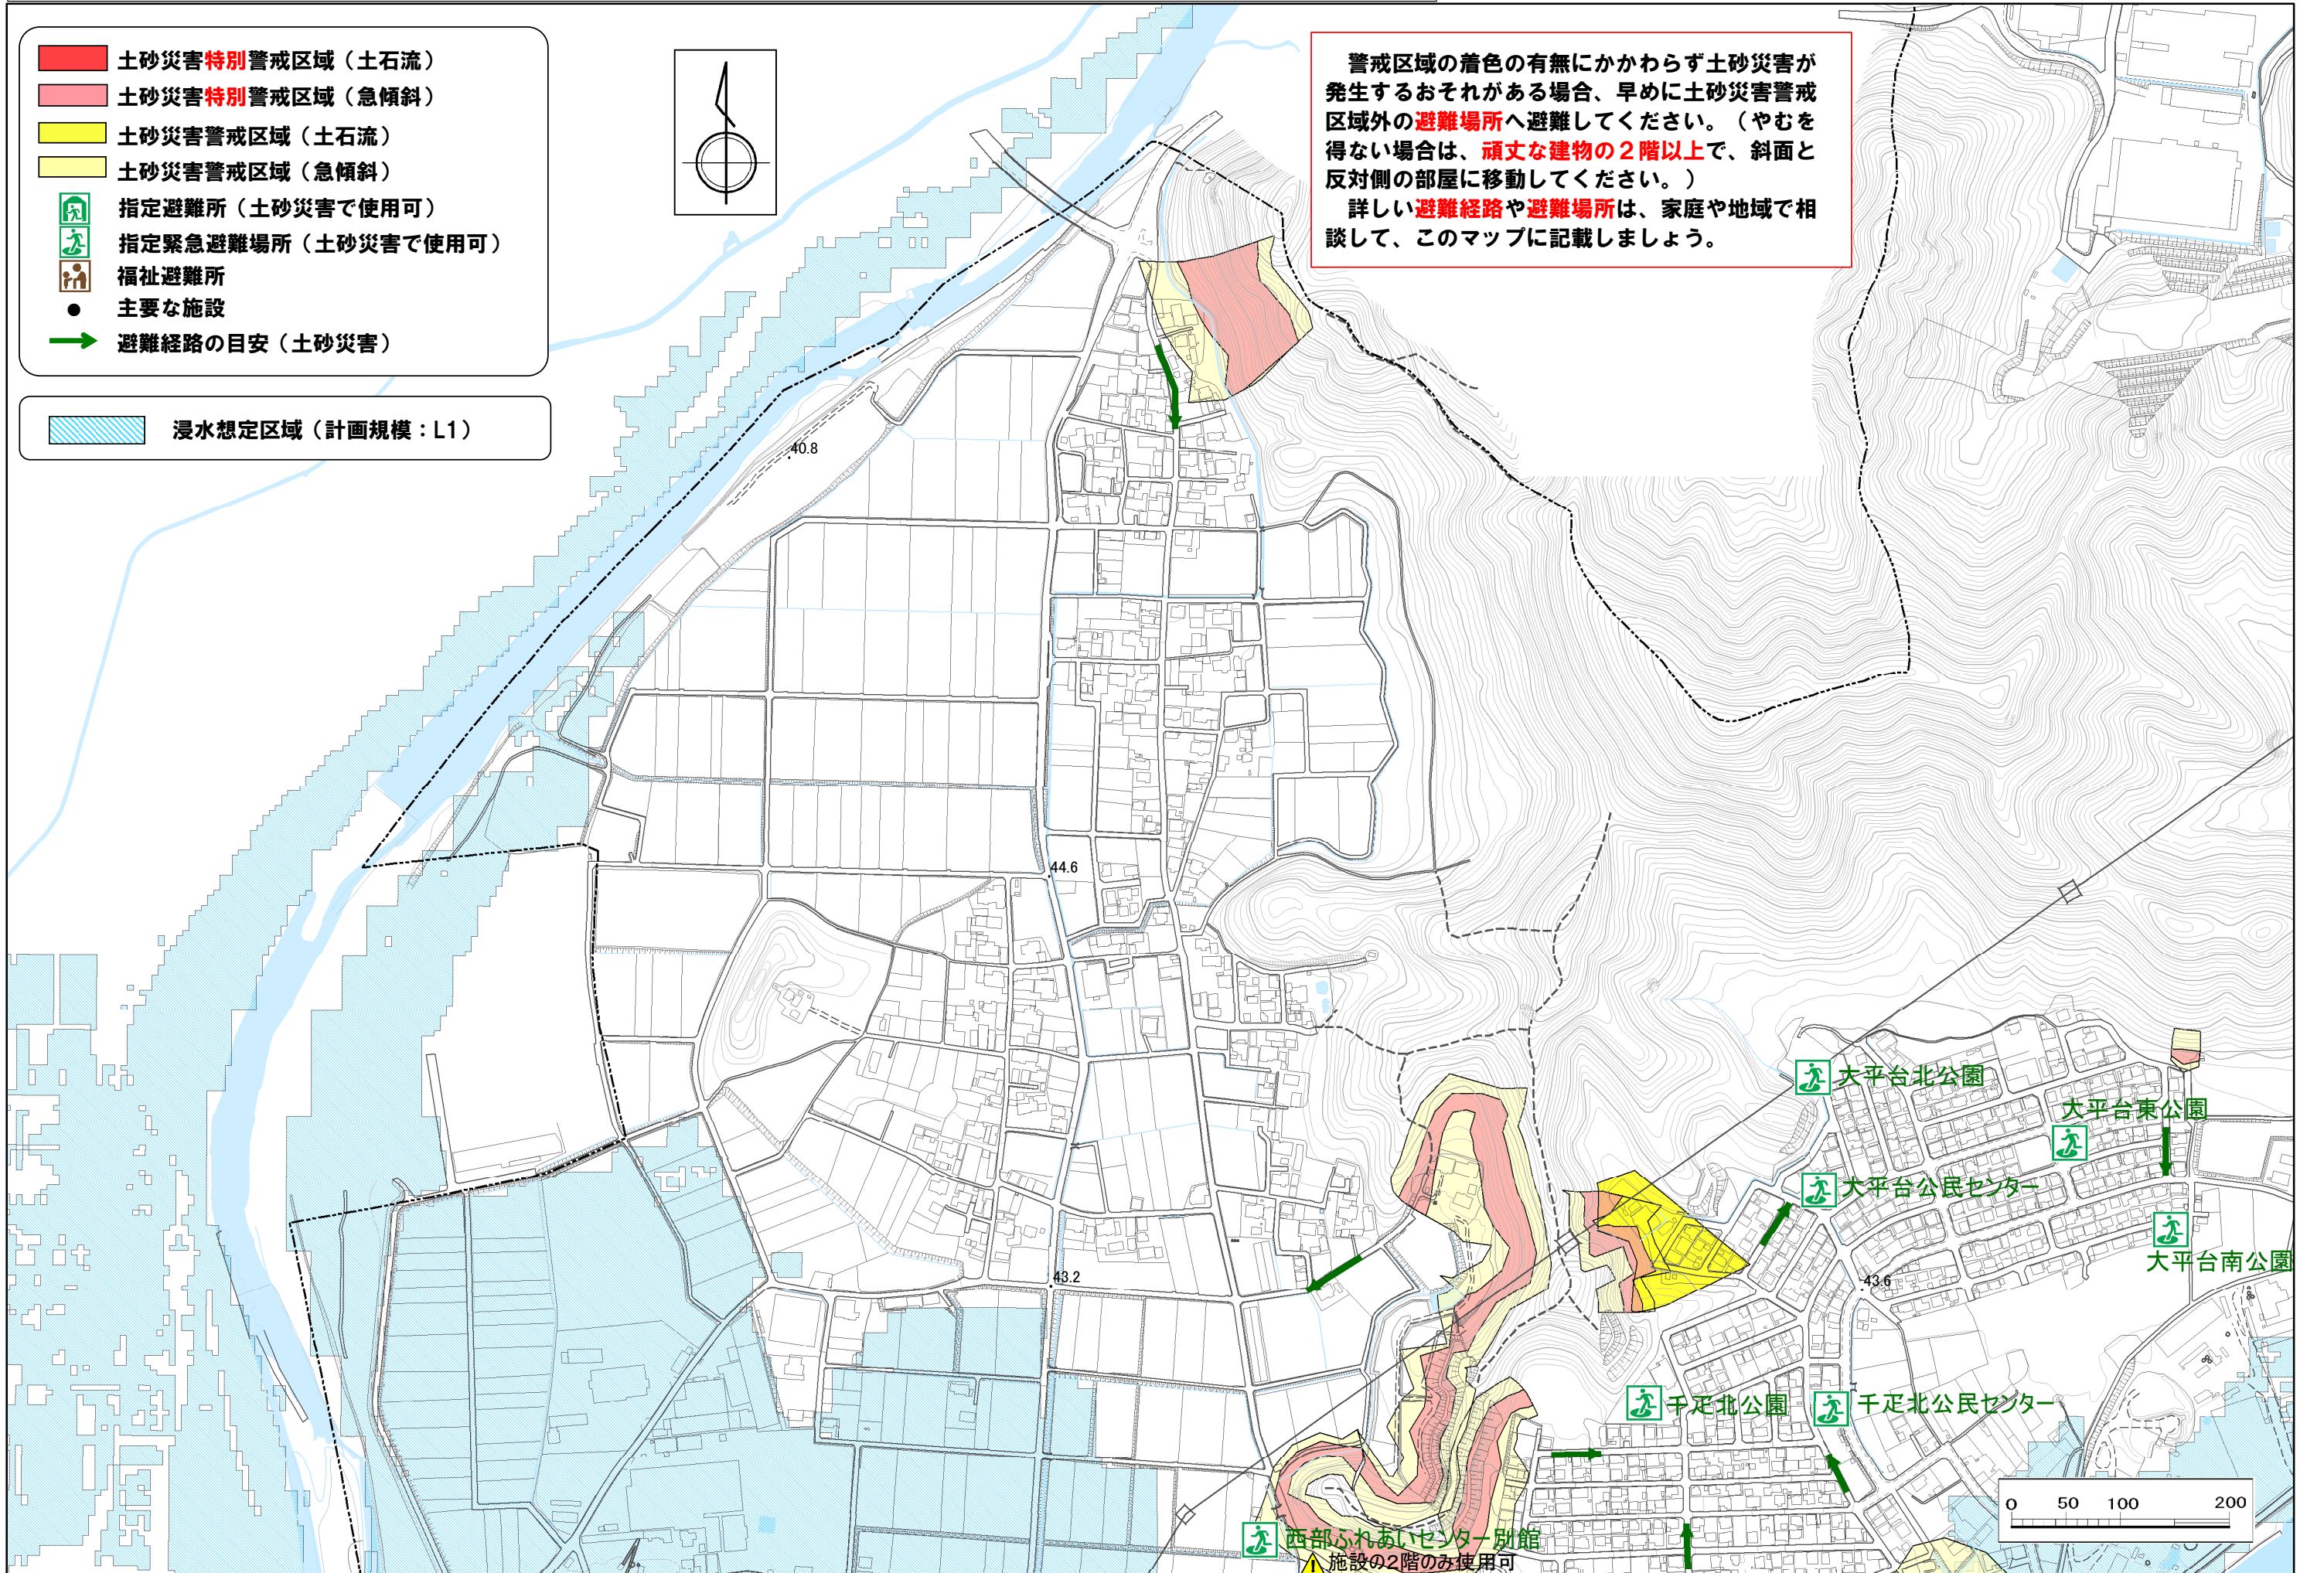 土砂災害特別警戒区域（土石流）
土砂災害特別警戒区域（急傾斜）
土砂災害警戒区域（土石流）
土砂災害警戒区域（急傾斜）
指定避難所（土砂災害で使用可）
指定緊急避難場所（土砂災害で使用可）
福祉避難所
主要な施設
避難経路の目安（土砂災害）
浸水想定区域（計画規模：L1）
警戒区域の着色の有無にかかわらず土砂災害が
発生するおそれがある場合、早めに土砂災害警戒
区域外の避難場所へ避難してください。（やむを
得ない場合は、頑丈な建物の２階以上で、斜面と
反対側の部屋に移動してください。）
詳しい避難経路や避難場所は、家庭や地域で相
談して、このマップに記載しましょう。
40.8
44.6
43.2
43.6
大平台北公園
大平台東公園
大平台公民センター
大平台南公園
千疋北公園
千疋北公民センター
西部ふれあいセンター別館
施設の2階のみ使用可
0 50 100 200